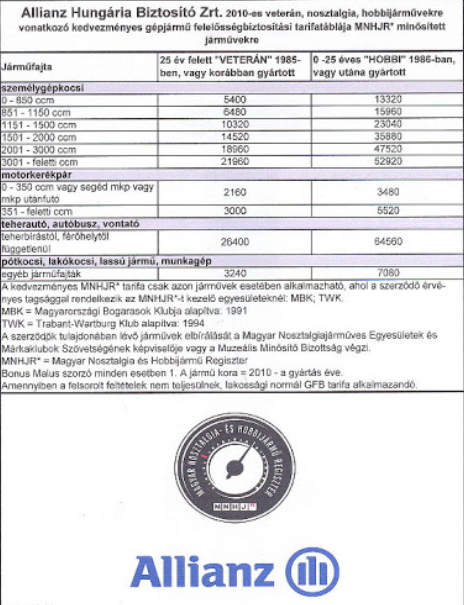 Allianz Hungária Biztosító Zrt. 2010-es veterán, nosztalgia, hobbijárművekre
vonatkozó kedvezményes gépjármű felelősségbiztosítási tarifatáblája MNHJR* minősített
járművekre
Járműfajta
25 év felett "VETERÁN" 1985-
ben, vagy korábban gyártott
0 -25 éves "HOBBI" 1986-ban,
vagy utána gyártott
személygépkocsi
0 - 850 ccm 5400 13320
851 - 1150 ccm 6480 15960
1151 - 1500 ccm 10320 23040
1501 - 2000 ccm 14520 35880
2001 - 3000 ccm 18960 47520
3001 - feletti ccm 21960 52920
motorkerékpár
0 - 350 ccm vagy segéd mkp vagy
mkp utánfutó 2160 3480
351 - feletti ccm 3000 5520
teherautó, autóbusz, vontató
teherbírástól, férőhelytől
függetlenül 26400 64560
pótkocsi, lakókocsi, lassú jármű, munkagép
egyéb járműfajták 3240 7080
A kedvezményes MNHJR* tarifa csak azon járművek esetében alkalmazható, ahol a szerződő érvé-
nyes tagsággal rendelkezik az MNHJR*-t kezelő egyesületeknél: MBK; TWK.
MBK = Magyarországi Bogarasok Klubja alapítva: 1991
TWK = Trabant-Wartburg Klub alapítva: 1994
A szerződők tulajdonában lévő járművek elbírálását a Magyar Nosztalgiajárműves Egyesületek és
Márkaklubok Szövetségének képviselője vagy a Muzeális Minősítő Bizottság végzi.
MNHJR* = Magyar Nosztalgia és Hobbijármű Regiszter
Bonus Malus szorzó minden esetben 1. A jármű kora = 2010 - a gyártás éve.
Amennyiben a felsorolt feltételek nem teljesülnek, lakossági normál GFB tarifa alkalmazandó.
MAGYAR NOSZTALGIA- ÉS HOBBIJÁRMŰ REGISZTER
MNHJR
Allianz